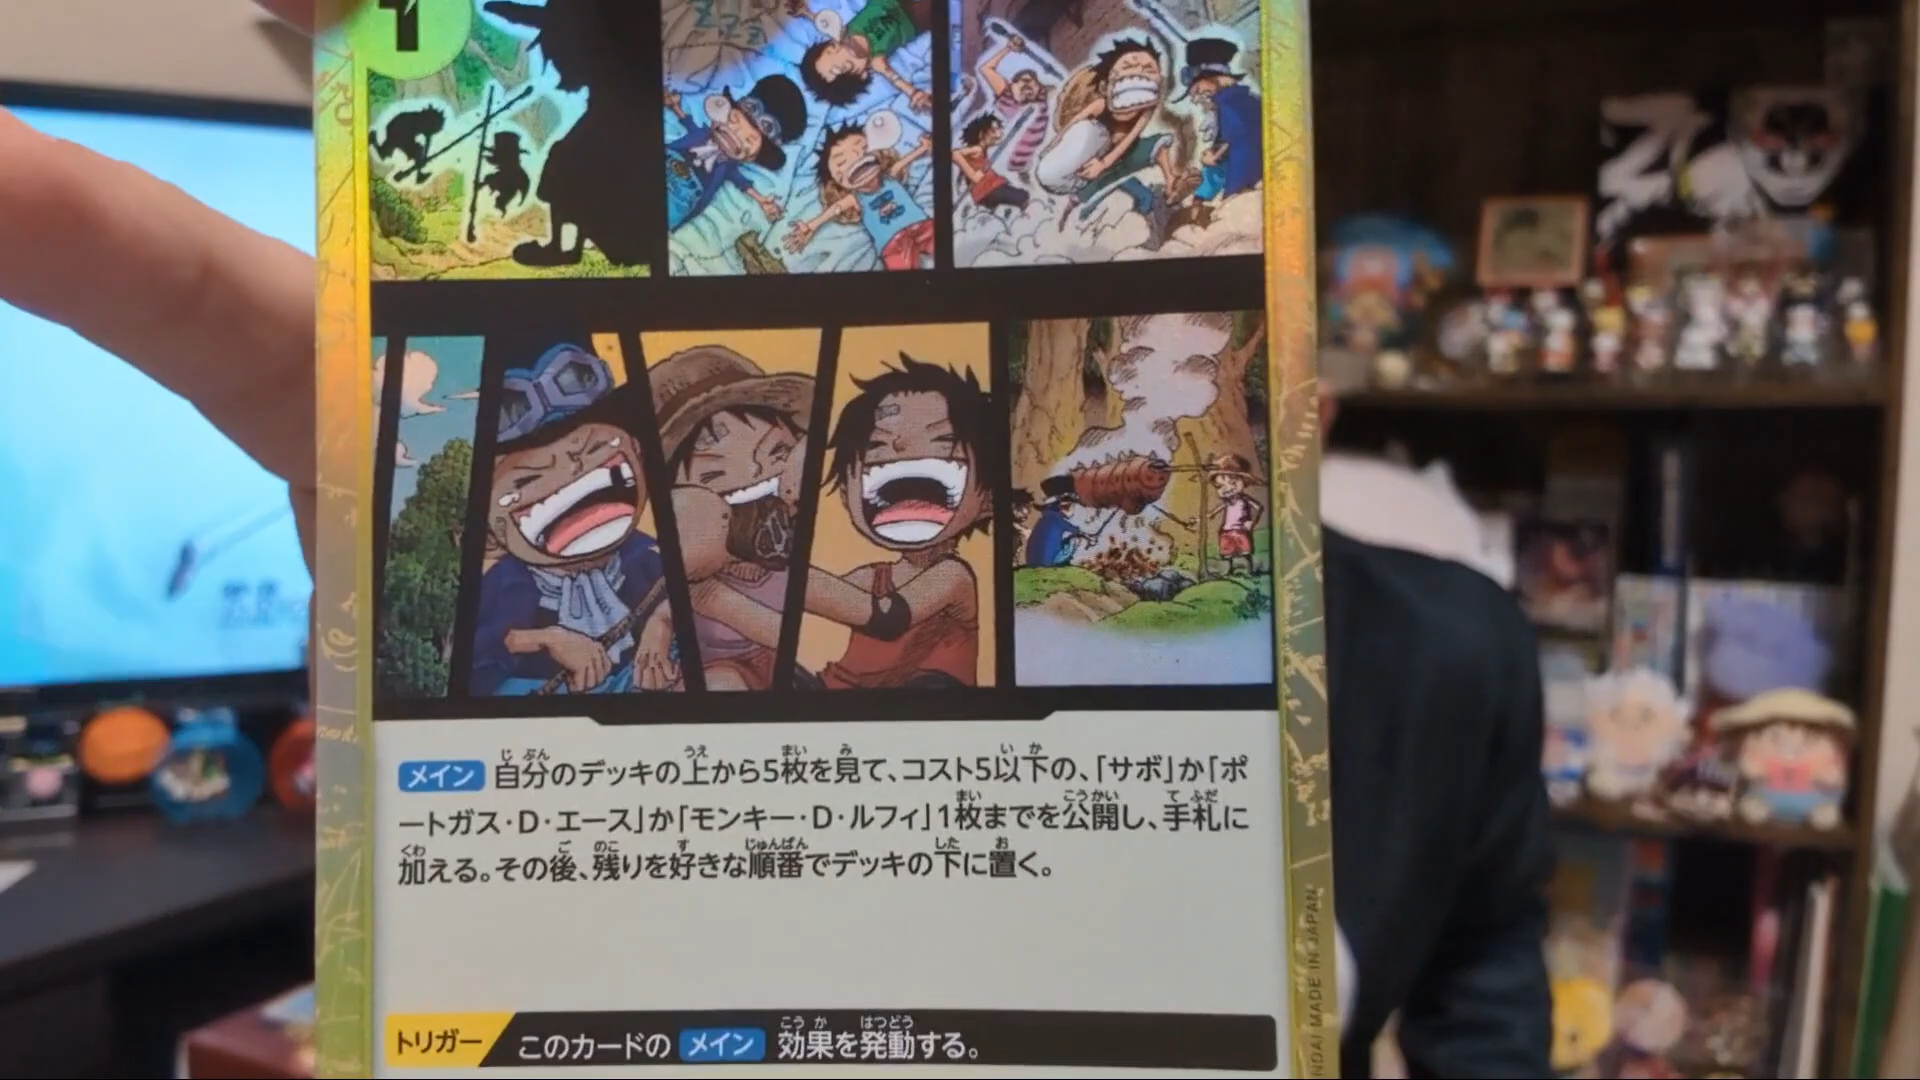 1
メイン 自分のデッキの上から5枚を見て、コスト5以下の、「サボ」か「ポ
ートガス・D・エース」か「モンキー・D・ルフィ」1枚までを公開し、手札に
加える。その後、残りを好きな順番でデッキの下に置く。
トリガー このカードの メイン 効果を発動する。
NDAI MADE IN JAPAN